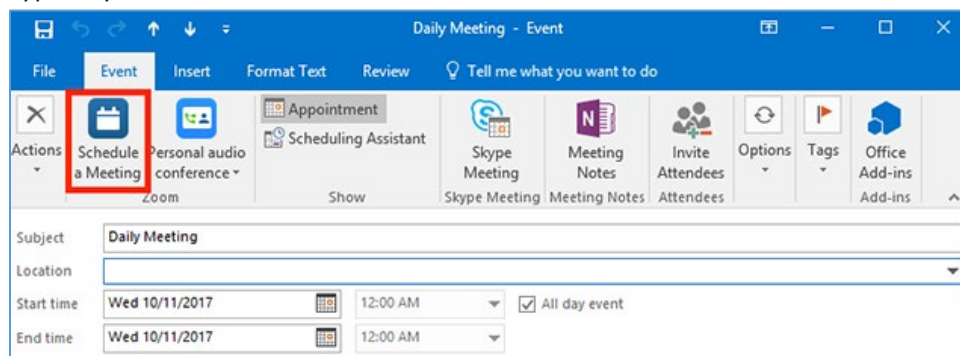 Daily Meeting - Event
File Event Insert Format Text Review Tell me what you want to do
Actions
Schedule a Meeting
Personal audio conference
Zoom
Appointment
Scheduling Assistant
Show
Skype Meeting
Skype Meeting
Meeting Notes
Meeting Notes
Invite Attendees
Attendees
Options
Tags
Office Add-ins
Add-ins
Subject Daily Meeting
Location
Start time Wed 10/11/2017 12:00 AM All day event
End time Wed 10/11/2017 12:00 AM